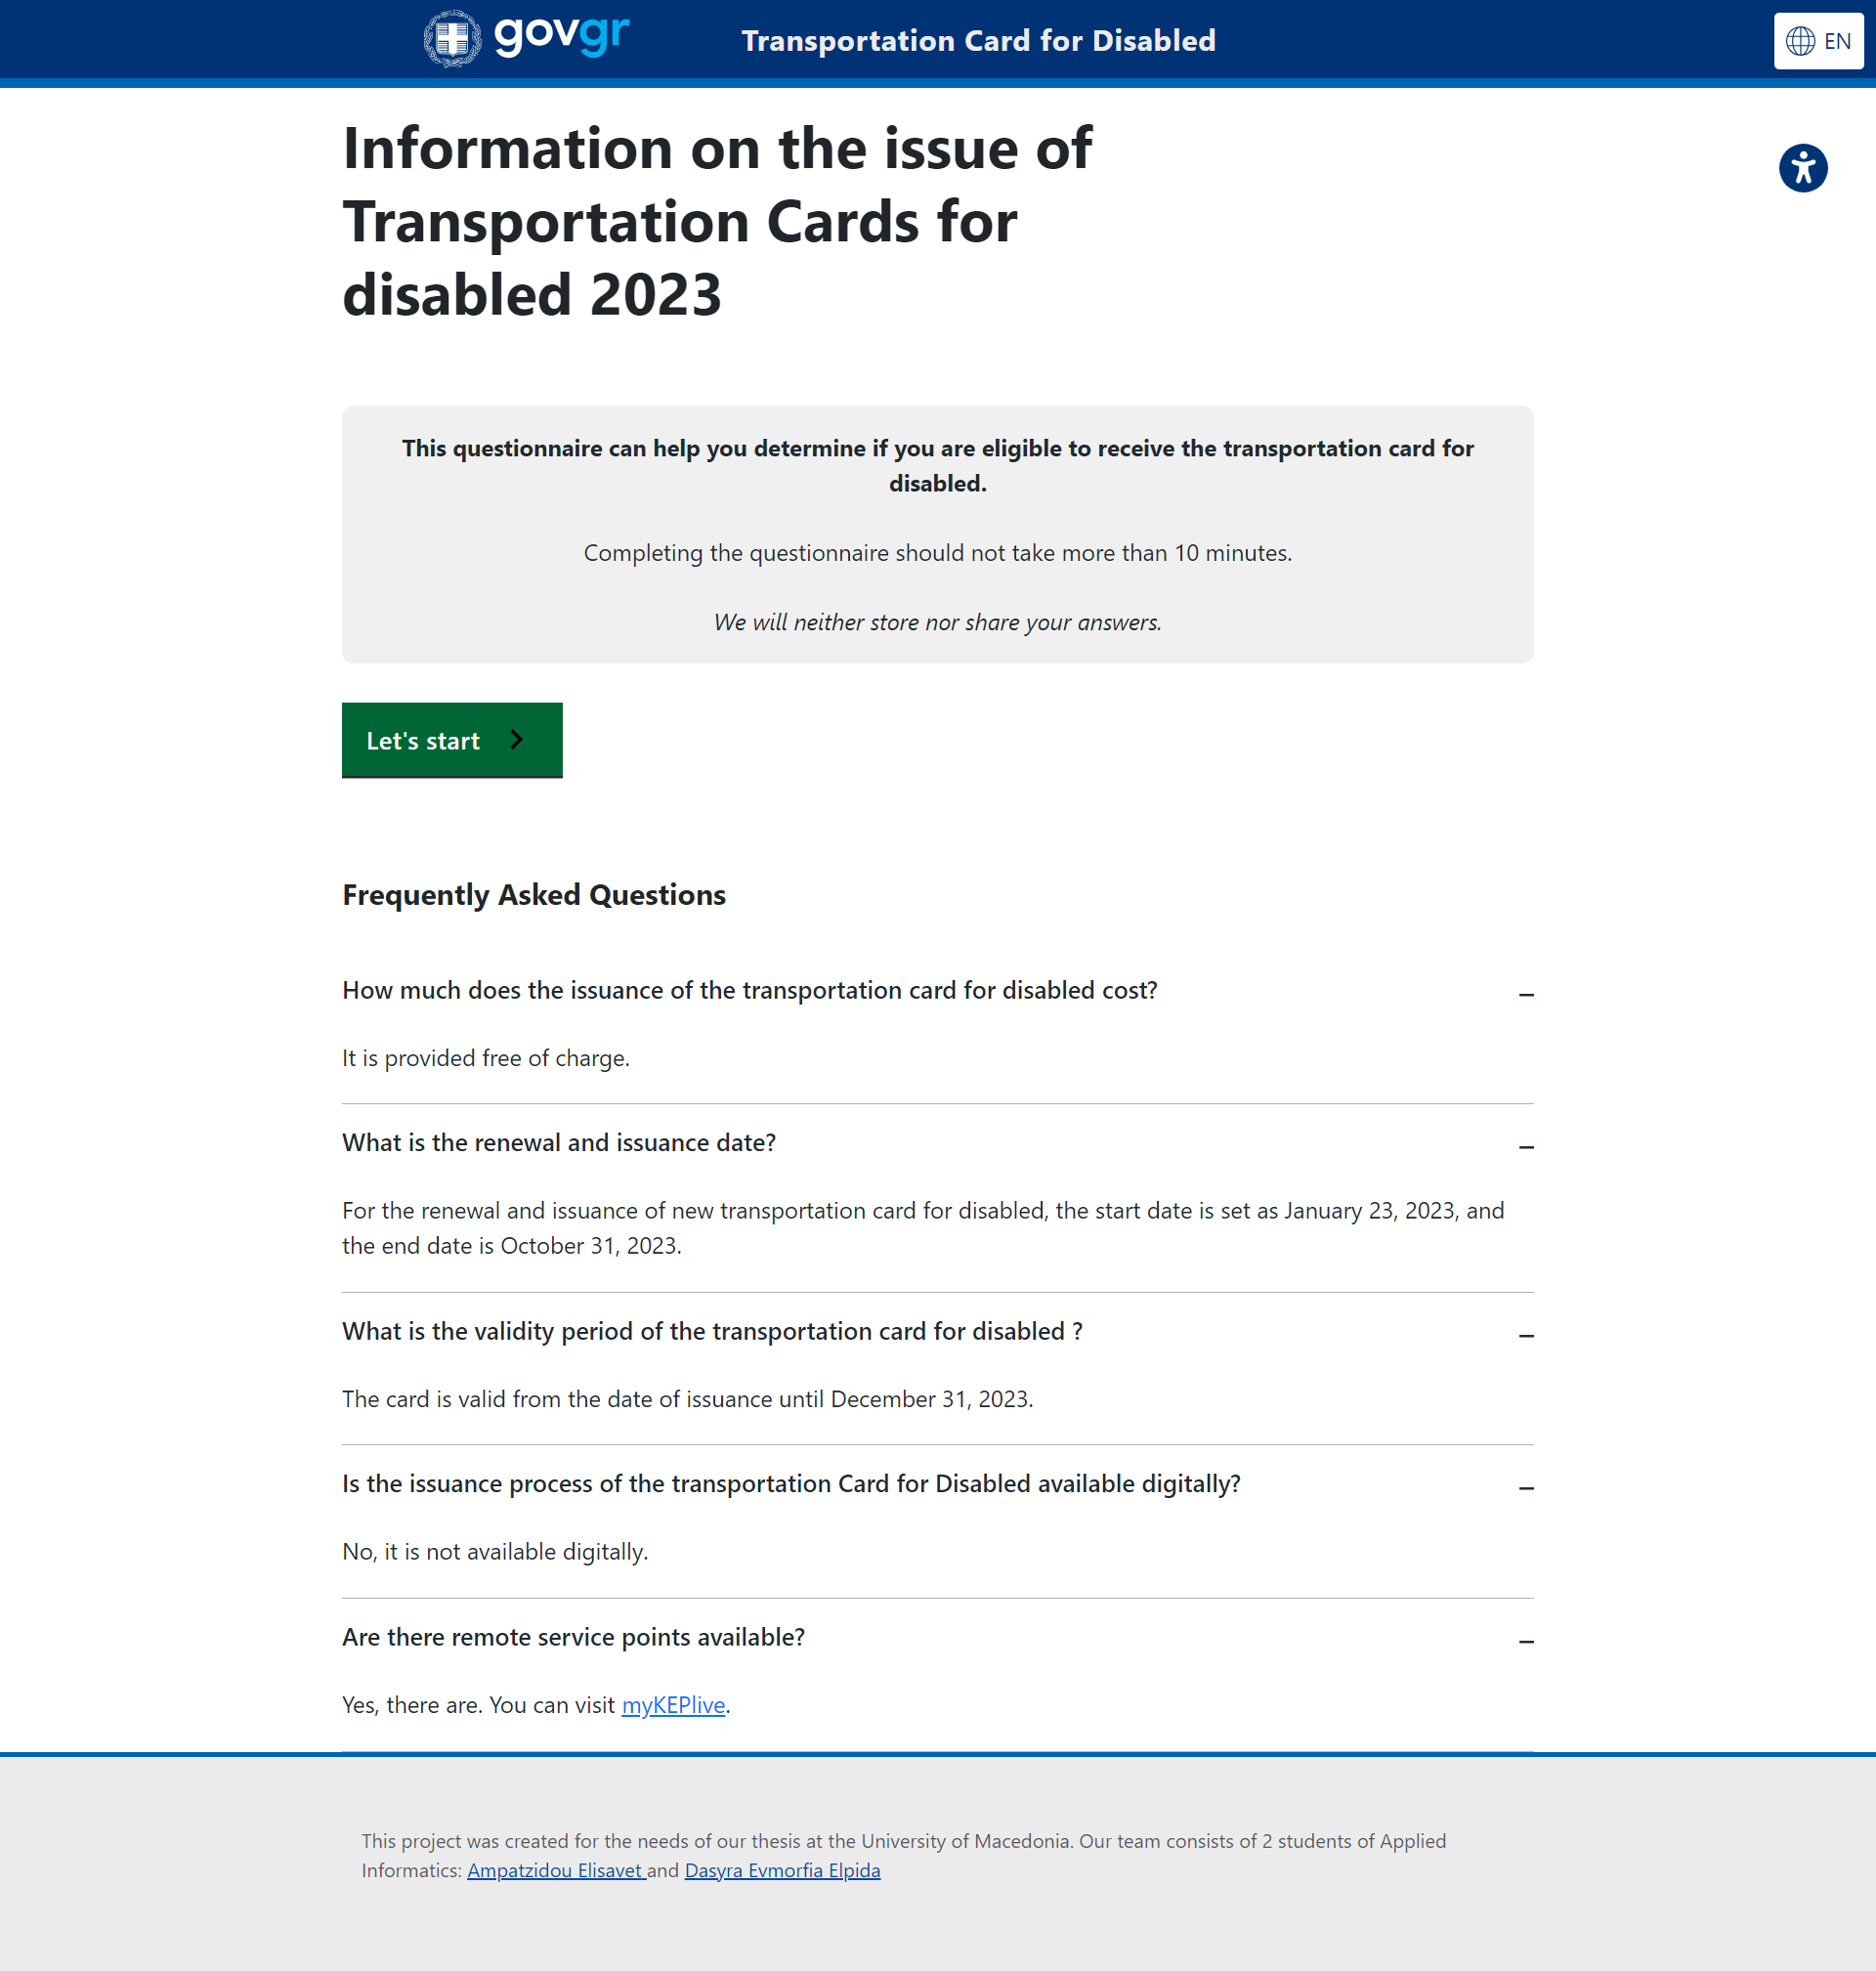 govgr
Transportation Card for Disabled
EN
Information on the issue of
Transportation Cards for
disabled 2023
This questionnaire can help you determine if you are eligible to receive the transportation card for
disabled.
Completing the questionnaire should not take more than 10 minutes.
We will neither store nor share your answers.
Let's start
Frequently Asked Questions
How much does the issuance of the transportation card for disabled cost?
It is provided free of charge.
What is the renewal and issuance date?
For the renewal and issuance of new transportation card for disabled, the start date is set as January 23, 2023, and
the end date is October 31, 2023.
What is the validity period of the transportation card for disabled ?
The card is valid from the date of issuance until December 31, 2023.
Is the issuance process of the transportation Card for Disabled available digitally?
No, it is not available digitally.
Are there remote service points available?
Yes, there are. You can visit myKEPlive.
This project was created for the needs of our thesis at the University of Macedonia. Our team consists of 2 students of Applied
Informatics: Ampatzidou Elisavet and Dasyra Evmorfia Elpida